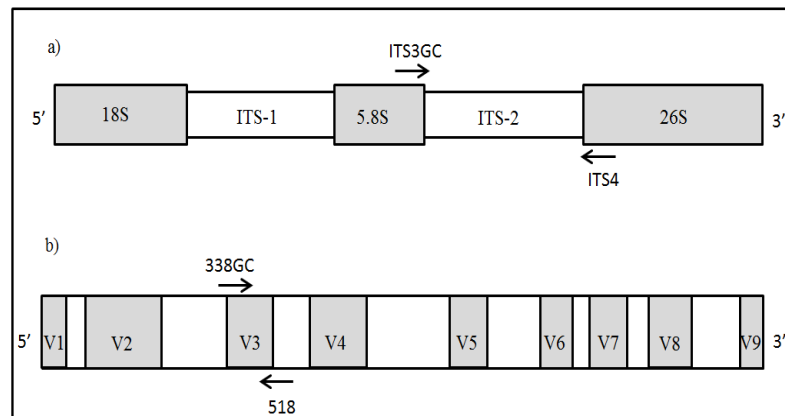 a)
ITS3GC
5' 18S ITS-1 5.8S ITS-2 26S 3'
ITS4
b)
338GC
5' V1 V2 V3 V4 V5 V6 V7 V8 V9 3'
518